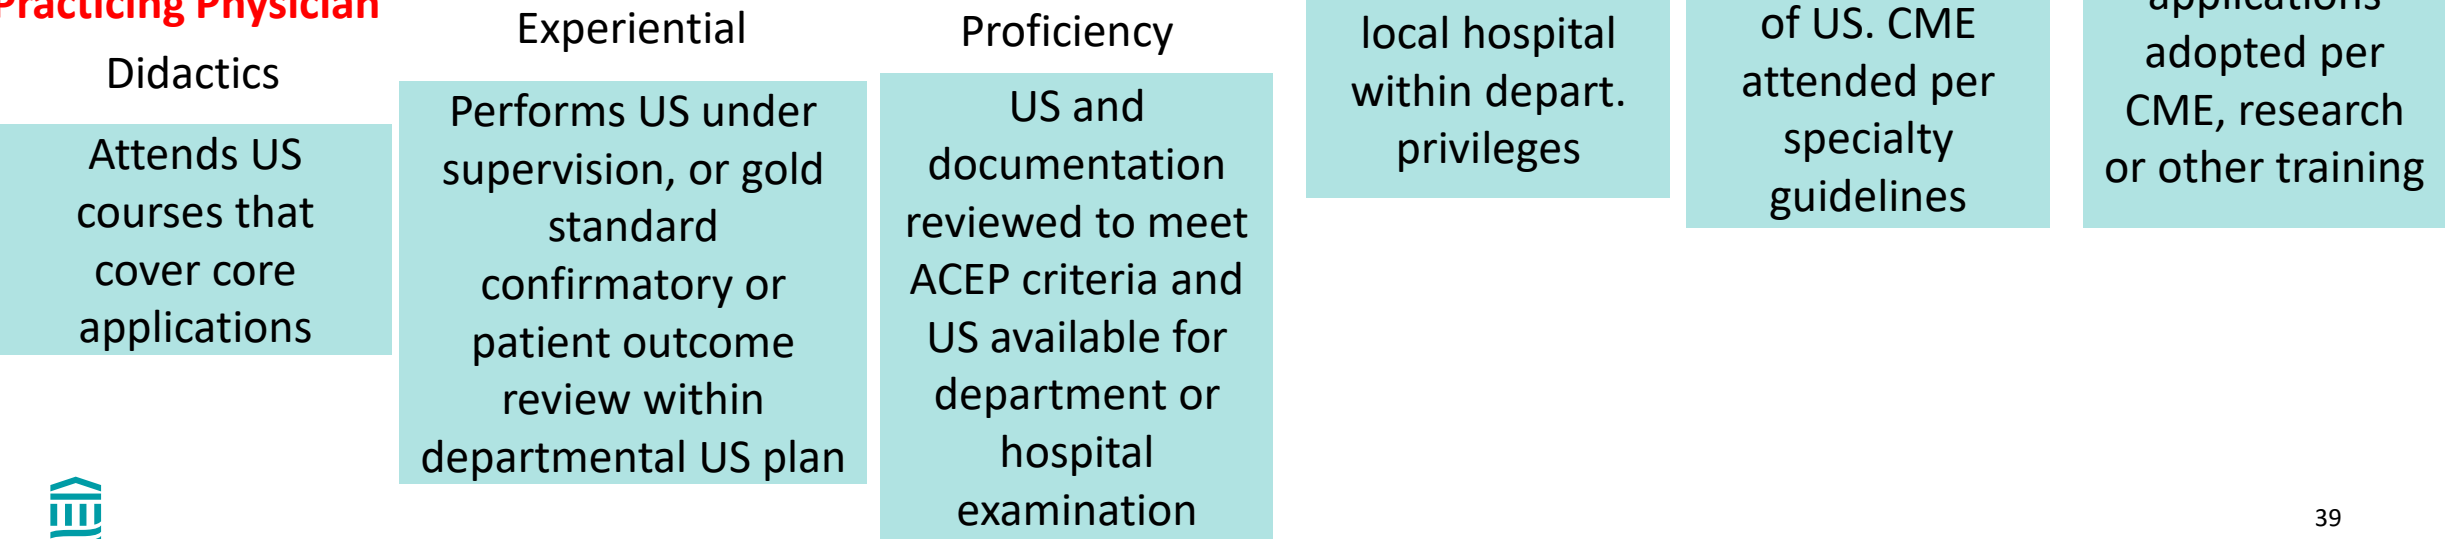 Practicing Physician
Didactics
Attends US
courses that
cover core
applications
Experiential
Performs US under
supervision, or gold
standard
confirmatory or
patient outcome
review within
departmental US plan
Proficiency
US and
documentation
reviewed to meet
ACEP criteria and
US available for
department or
hospital
examination
local hospital
within depart.
privileges
of US. CME
attended per
specialty
guidelines
applications
adopted per
CME, research
or other training
39